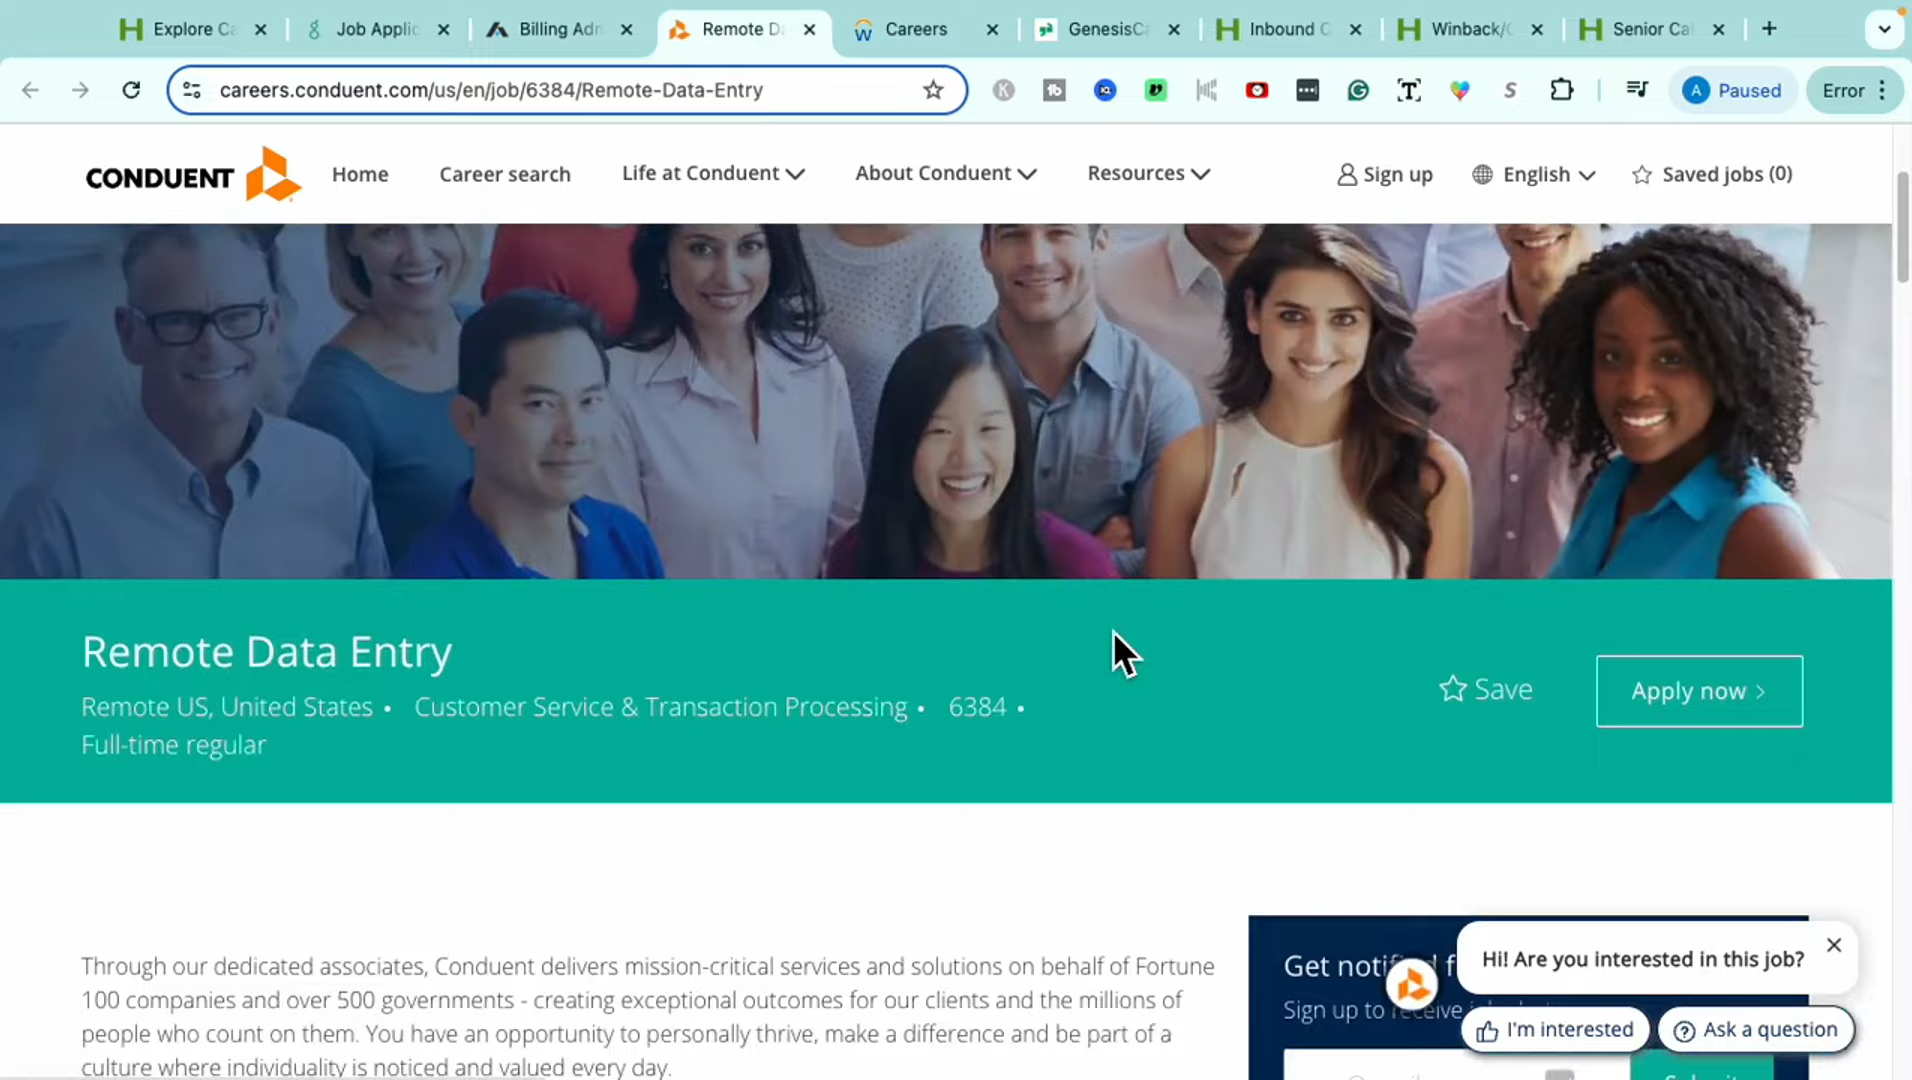 Explore Ca
Job Applic
Billing Adm
Remote Da
Careers
GenesisCa
Inbound C
Winback/
Senior Cal
careers.conduent.com/us/en/job/6384/Remote-Data-Entry
A Paused
Error
CONDUENT
Home
Career search
Life at Conduent
About Conduent
Resources
Sign up
English
Saved jobs (0)
Remote Data Entry
Remote US, United States • Customer Service & Transaction Processing • 6384 •
Full-time regular
Save
Apply now
Through our dedicated associates, Conduent delivers mission-critical services and solutions on behalf of Fortune
100 companies and over 500 governments - creating exceptional outcomes for our clients and the millions of
people who count on them. You have an opportunity to personally thrive, make a difference and be part of a
culture where individuality is noticed and valued every day.
Get notified f
Sign up to receive
Hi! Are you interested in this job?
I'm interested
Ask a question